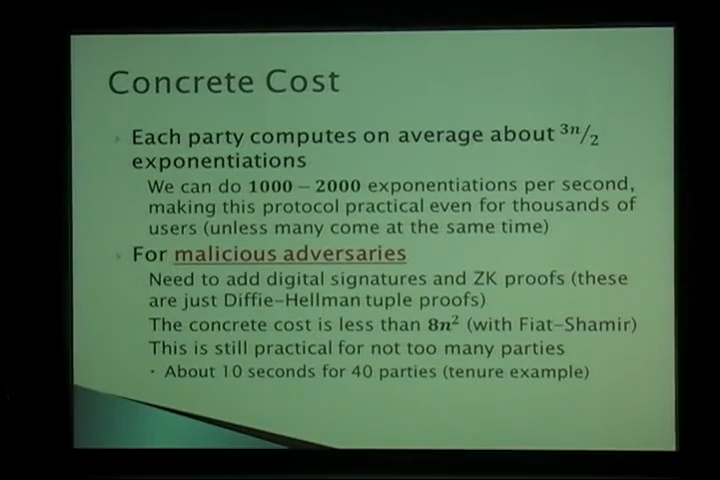 Concrete Cost
Each party computes on average about 3n/2
exponentiations
We can do 1000 – 2000 exponentiations per second,
making this protocol practical even for thousands of
users (unless many come at the same time)
For malicious adversaries
Need to add digital signatures and ZK proofs (these
are just Diffie-Hellman tuple proofs)
The concrete cost is less than 8n² (with Fiat-Shamir)
This is still practical for not too many parties
• About 10 seconds for 40 parties (tenure example)